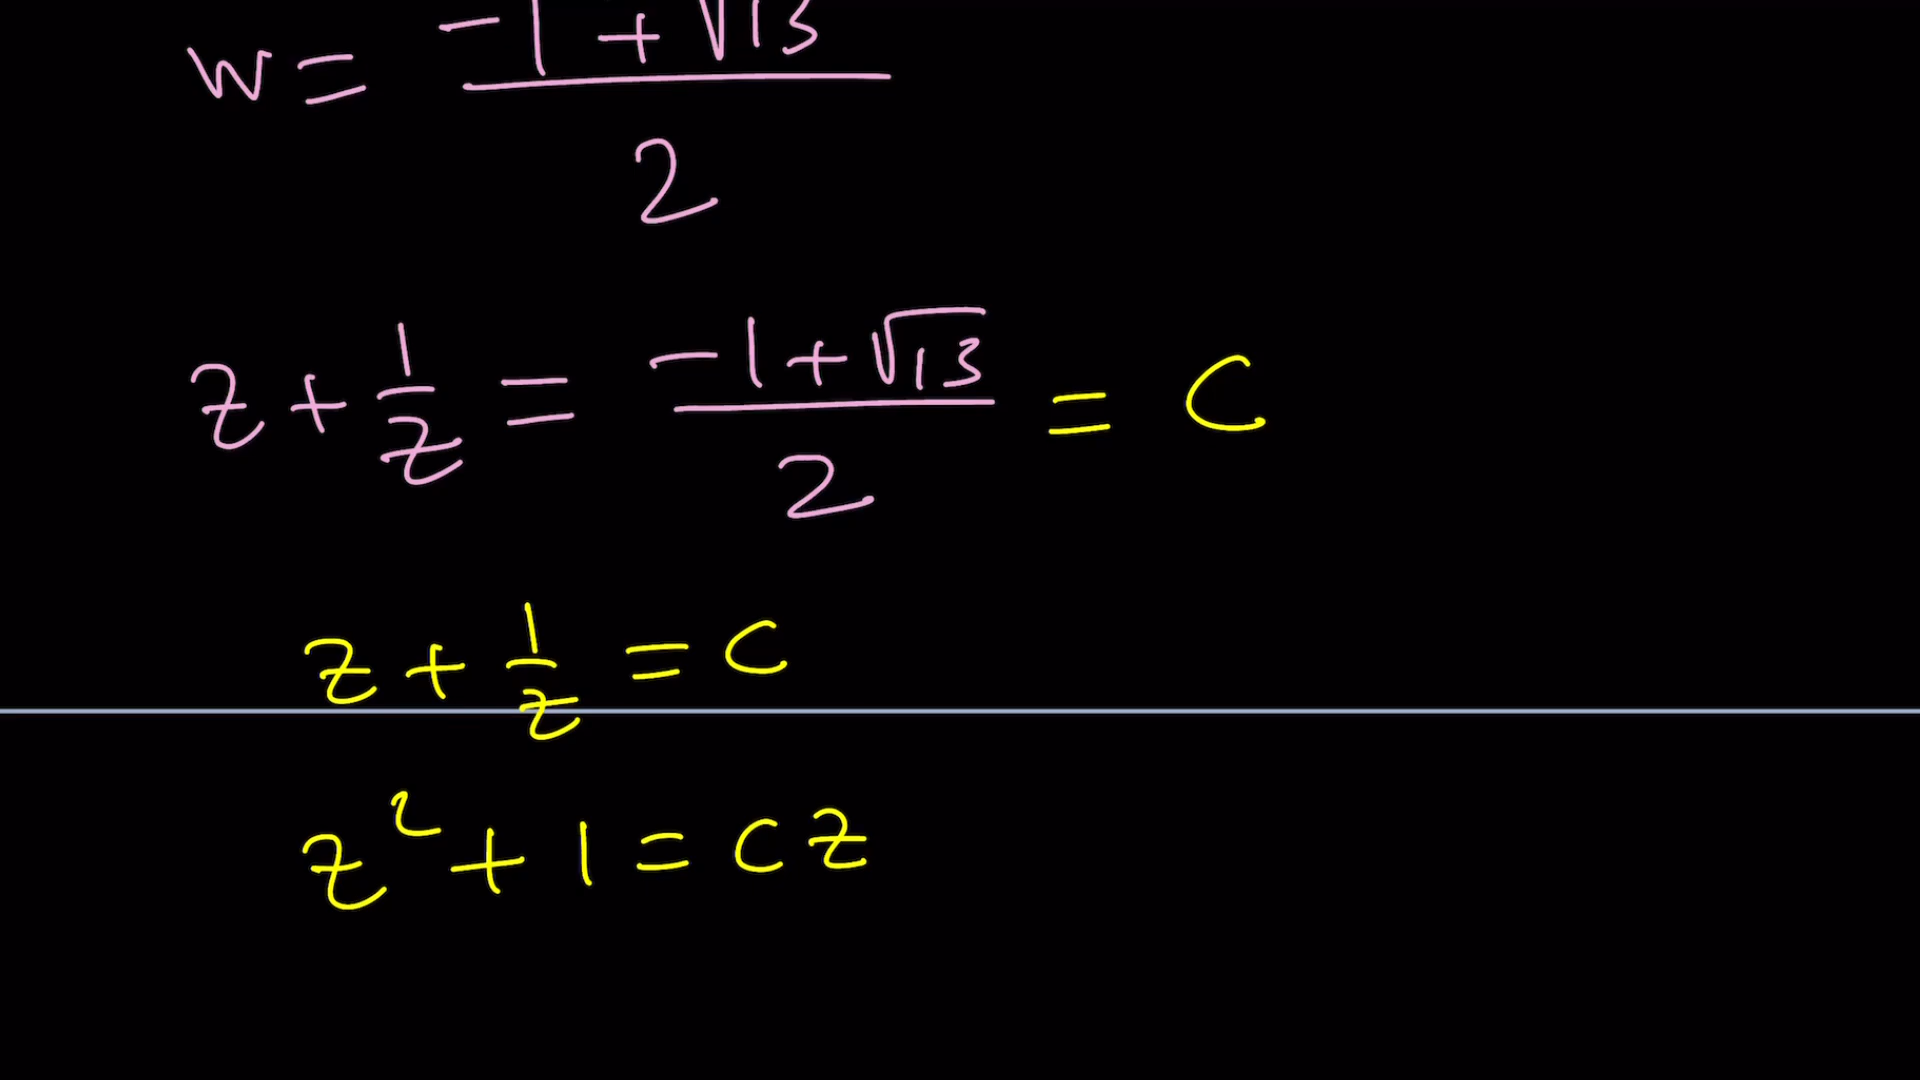 w = (-1 + √13) / 2
z + 1/z = (-1 + √13) / 2 = C
z + 1/z = C
z² + 1 = Cz